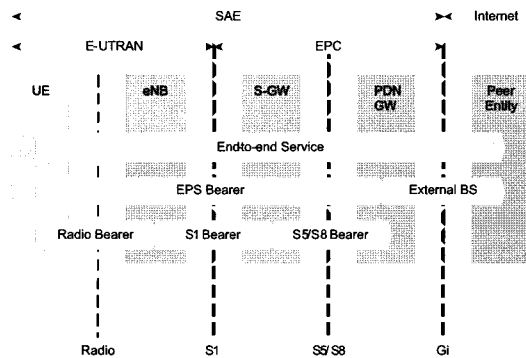 SAE Internet
E-UTRAN EPC
UE eNB S-GW PDN GW Peer Entity
End-to-end Service
EPS Bearer External BS
Radio Bearer S1 Bearer S5/S8 Bearer
Radio S1 S5/S8 Gi